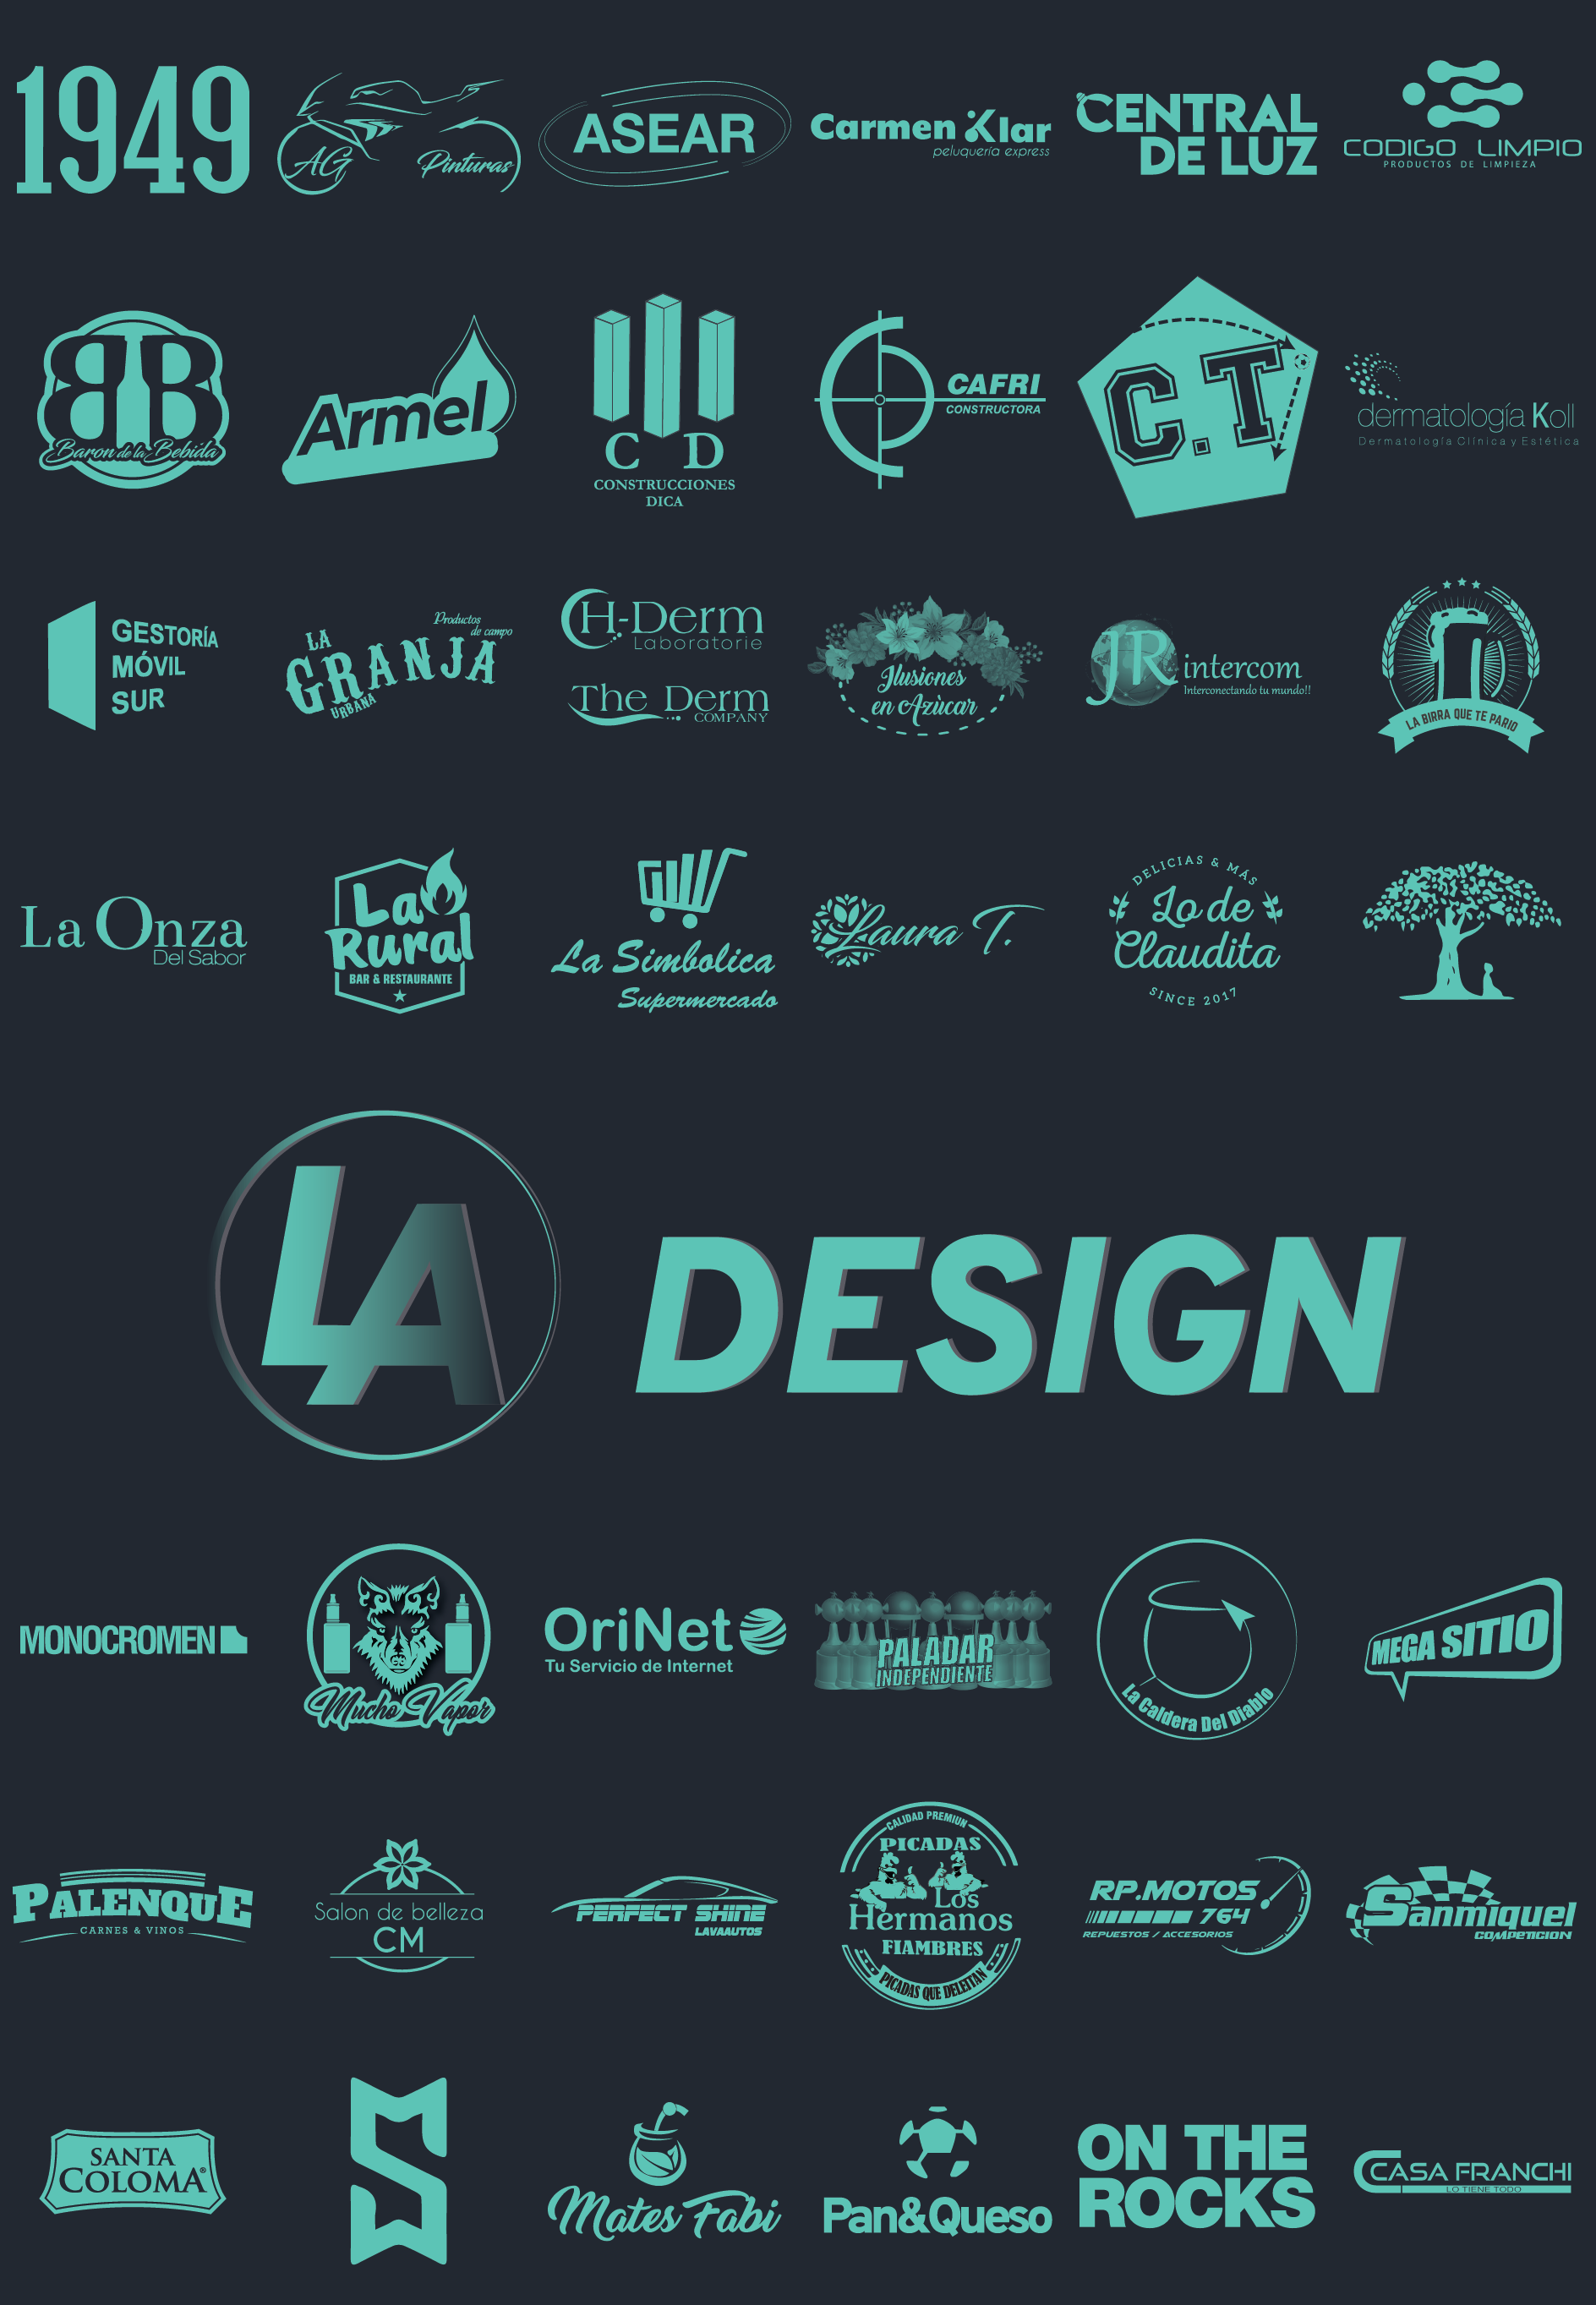 1949
AG Pinturas
ASEAR
Carmen Klar
peluquería express
CENTRAL
DE LUZ
CODIGO LIMPIO
PRODUCTOS DE LIMPIEZA
BB
Baron de la Bebida
Armel
C D
CONSTRUCCIONES
DICA
CAFRI
CONSTRUCTORA
C.T
dermatología Koll
Dermatología Clínica y Estética
GESTORÍA
MÓVIL
SUR
Productos
de campo
LA
GRANJA
URBANA
H-Derm
Laboratorie
The Derm
COMPANY
Ilusiones
en Azùcar
JR intercom
Interconectando tu mundo!!
LA BIRRA QUE TE PARIO
La Onza
Del Sabor
La
Rural
BAR & RESTAURANTE
La Simbolica
Supermercado
Laura T.
DELICIAS & MÁS
Lo de
Claudita
SINCE 2017
LA DESIGN
MONOCROMEN
Mucho Vapor
OriNet
Tu Servicio de Internet
PALADAR
INDEPENDIENTE
La Caldera Del Diablo
MEGA SITIO
PALENQUE
CARNES & VINOS
Salon de belleza
CM
PERFECT SHINE
LAVAAUTOS
CALIDAD PREMIUN
PICADAS
Los
Hermanos
FIAMBRES
PICADAS QUE DELEITAN
RP.MOTOS
764
REPUESTOS / ACCESORIOS
Sanmiquel
COMPETICION
SANTA
COLOMA®
S
Mates Fabi
Pan&Queso
ON THE
ROCKS
CASA FRANCHI
LO TIENE TODO